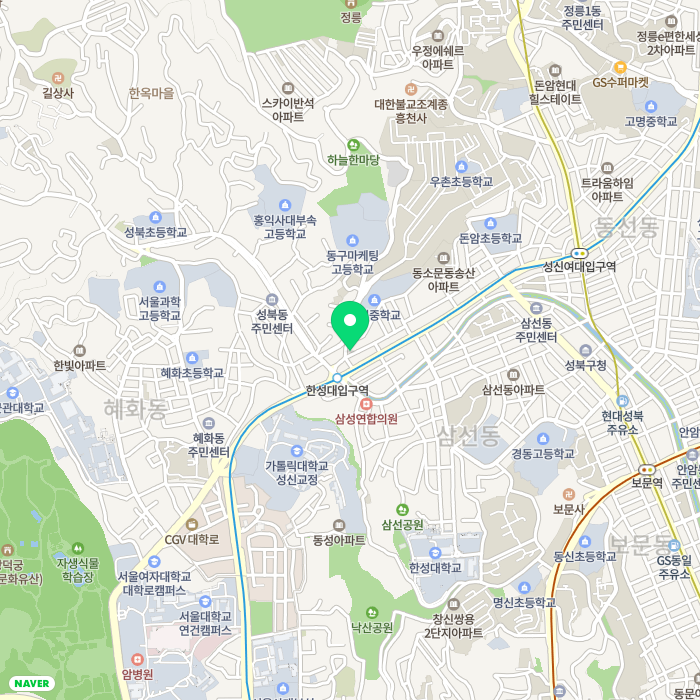 정릉
정릉1동
주민센터
정릉e편한세상
2차아파트
우정에쉐르
아파트
GS수퍼마켓
길상사
한옥마을
스카이반석
아파트
대한불교조계종
흥천사
돈암현대
힐스테이트
고명중학교
하늘한마당
우촌초등학교
트라움하임
아파트
홍익사대부속
고등학교
성북초등학교
돈암초등학교
동선동
동구마케팅
고등학교
동소문동송산
아파트
성신여대입구역
서울과학
고등학교
성북동
주민센터
중학교
삼선동
주민센터
한빛아파트
혜화초등학교
성북구청
한성대입구역
삼선동아파트
관대학교
혜화동
삼성연합의원
현대성북
주유소
혜화동
주민센터
삼선동
경동고등학교
안암
가톨릭대학교
성신교정
보문역
안암
주민센
보문사
CGV 대학로
동성아파트
삼선공원
보문동
동신초등학교
GS동일
주유소
자생식물
학습장
덕궁
문화유산)
서울여자대학교
대학로캠퍼스
한성대학교
명신초등학교
서울대학교
연건캠퍼스
낙산공원
창신쌍용
2단지아파트
암병원
NAVER